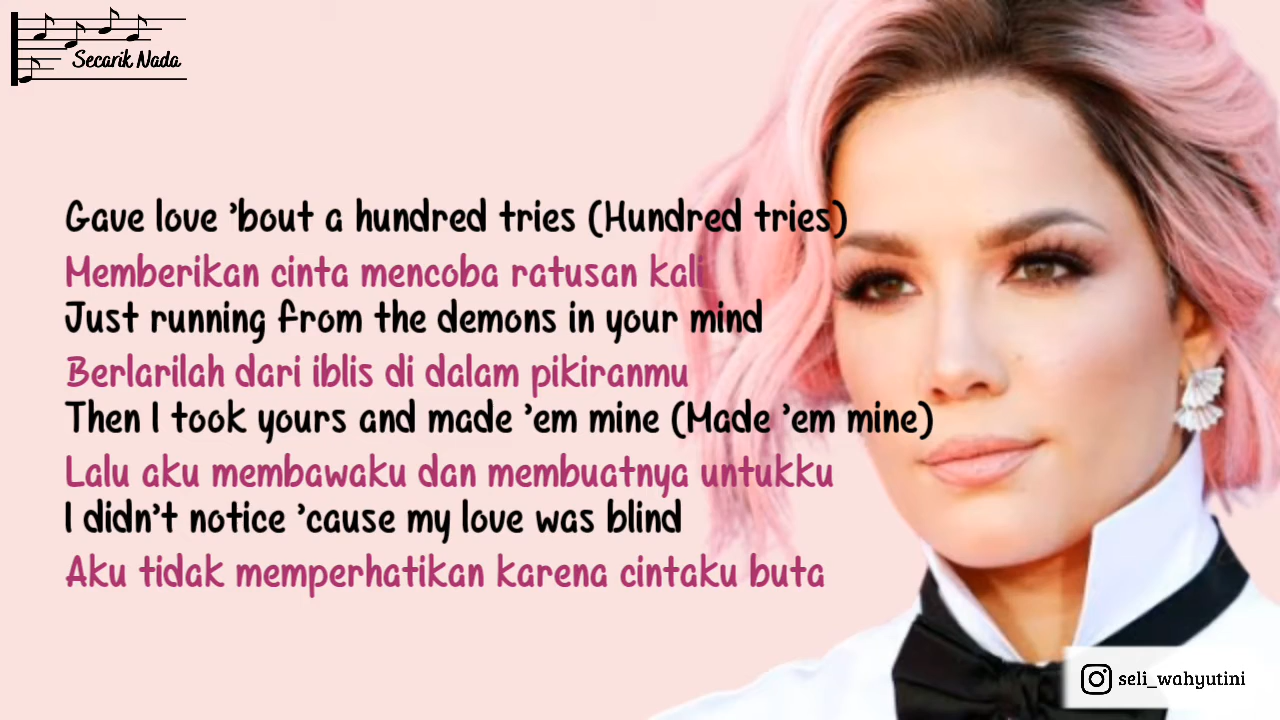 Secarik Nada
Gave love 'bout a hundred tries (Hundred tries)
Memberikan cinta mencoba ratusan kali
Just running from the demons in your mind
Berlarilah dari iblis di dalam pikiranmu
Then I took yours and made 'em mine (Made 'em mine)
Lalu aku membawaku dan membuatnya untukku
I didn't notice 'cause my love was blind
Aku tidak memperhatikan karena cintaku buta
seli_wahyutini